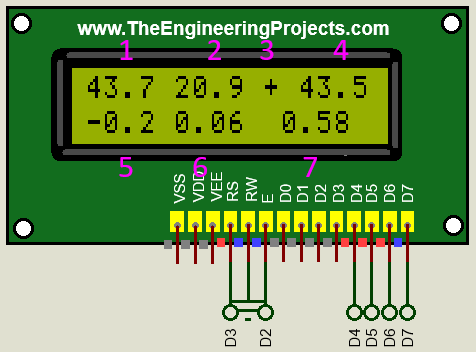 www.TheEngineeringProjects.com
1 2 3 4
43.7 20.9 + 43.5
-0.2 0.06 0.58
5 6 7
VSS VDD VEE RS RW E D0 D1 D2 D3 D4 D5 D6 D7
D3 D2 D4 D5 D6 D7